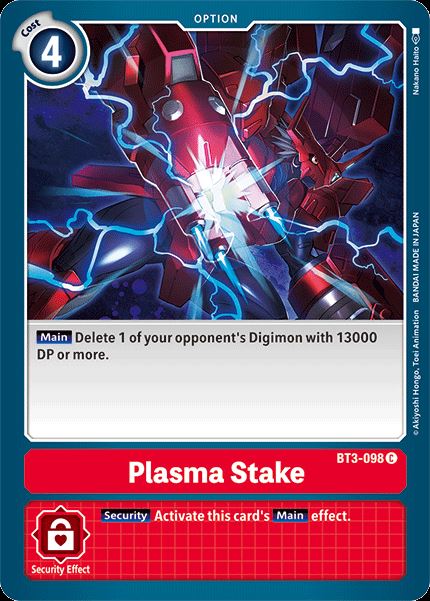 Cost
4
OPTION
Nakano Haito
©Akiyoshi Hongo, Toei Animation BANDAI MADE IN JAPAN
Main Delete 1 of your opponent's Digimon with 13000
DP or more.
BT3-098 C
Plasma Stake
Security Activate this card's Main effect.
Security Effect